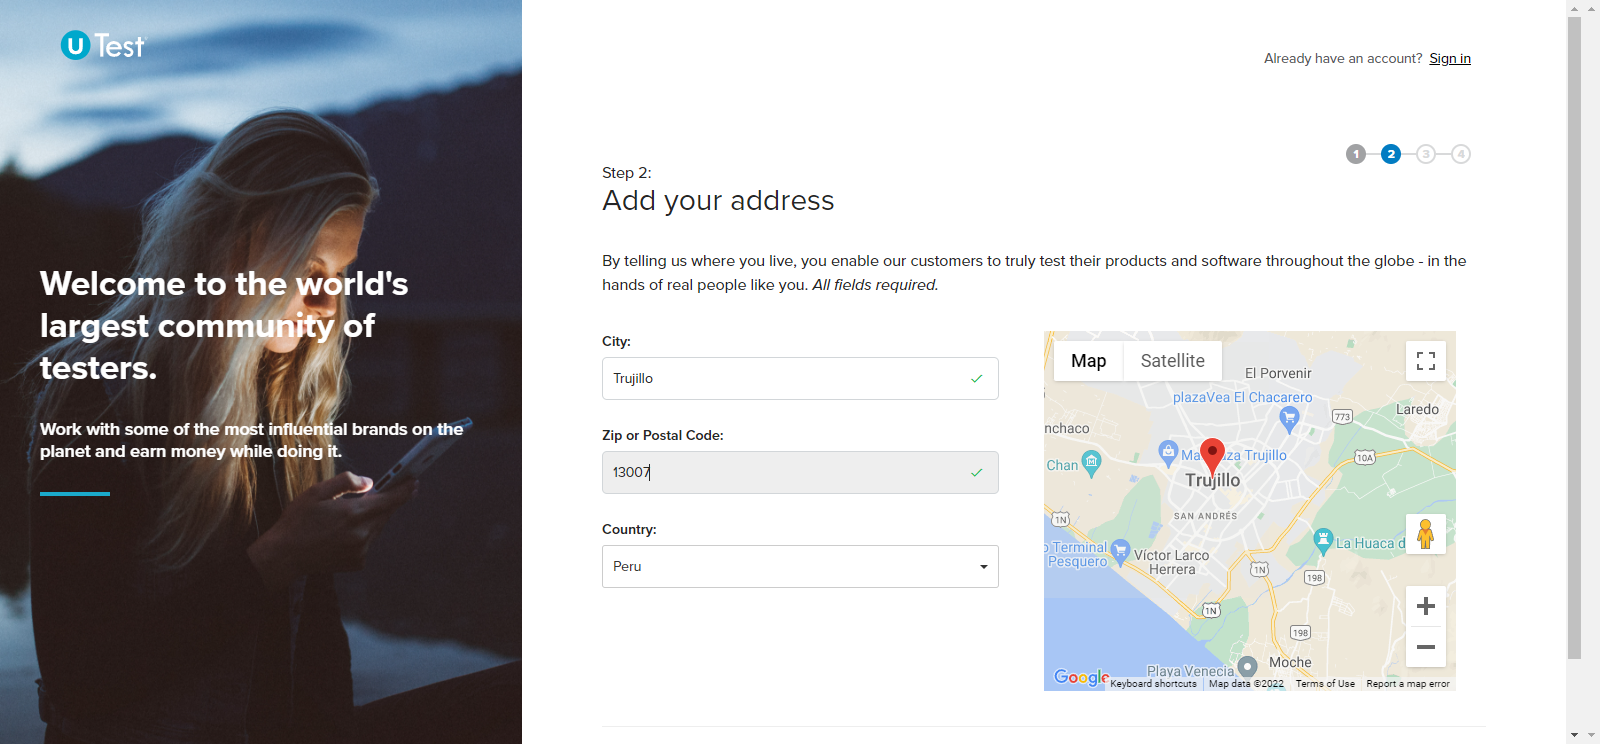 U Test
Already have an account? Sign in
1 2 3 4
Step 2:
Add your address
Welcome to the world's
largest community of
testers.
Work with some of the most influential brands on the
planet and earn money while doing it.
By telling us where you live, you enable our customers to truly test their products and software throughout the globe - in the
hands of real people like you. All fields required.
City:
Trujillo
Zip or Postal Code:
13007
Country:
Peru
Map
Satellite
El Porvenir
plazaVea El Chacarero
773
Laredo
nchaco
Trujillo
10A
Chan
Trujillo
SAN ANDRÉS
1N
La Huaca d
Terminal
Pesquero
Víctor Larco
Herrera
1N
198
1N
198
Moche
Playa Venecia
Google
Keyboard shortcuts
Map data ©2022
Terms of Use
Report a map error